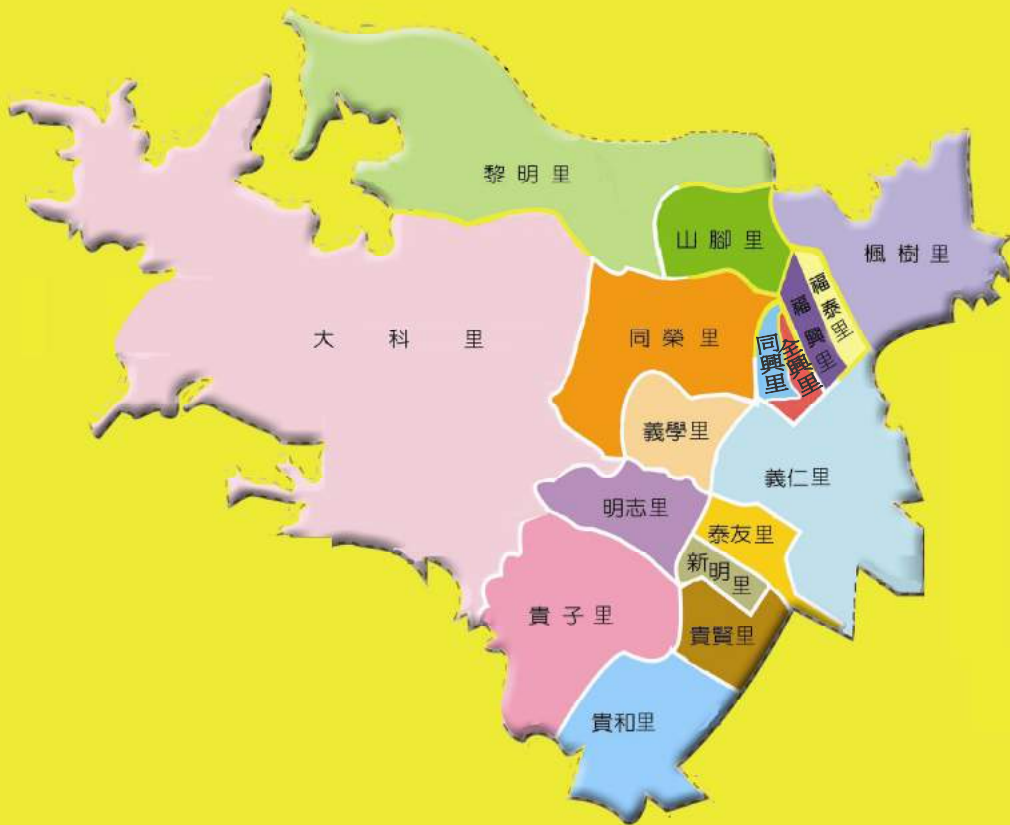 黎明里
山腳里
楓樹里
福泰里
福興里
大科里
同榮里
同興里
全興里
義學里
義仁里
明志里
泰友里
新明里
貴子里
貴賢里
貴和里